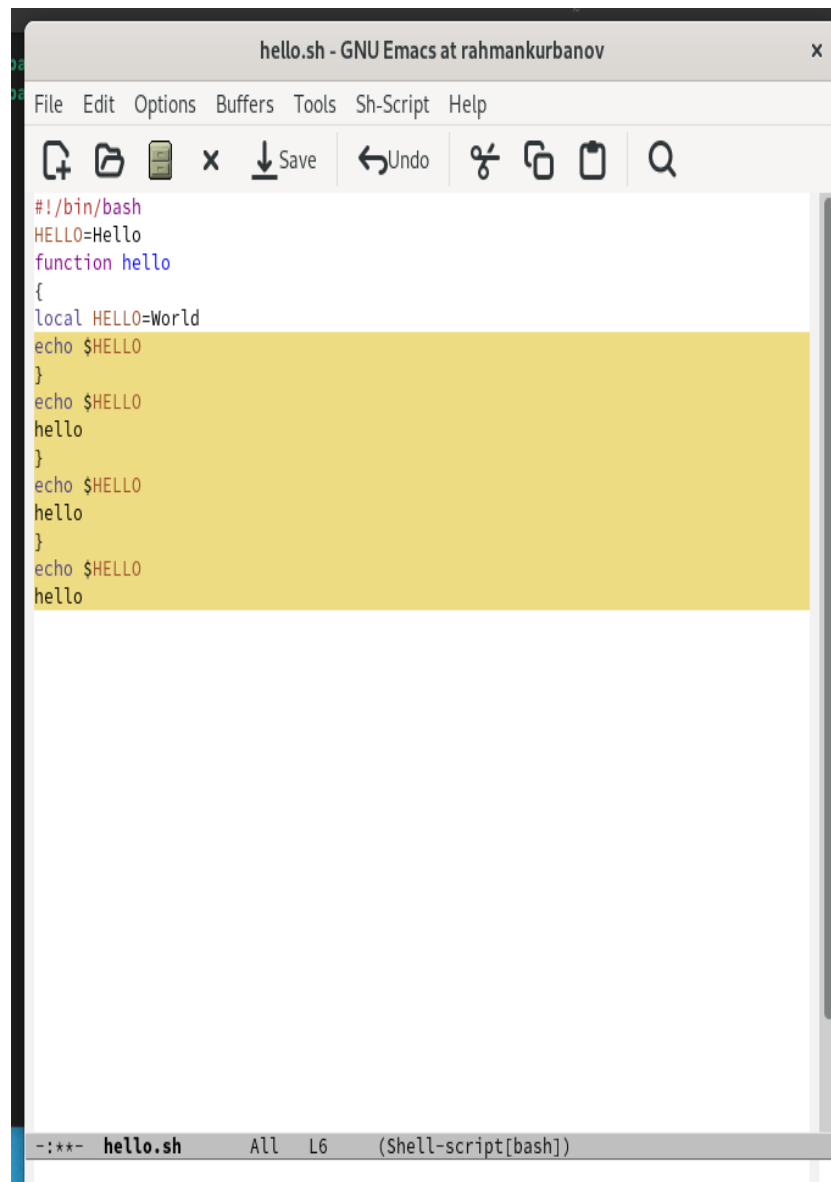 hello.sh - GNU Emacs at rahmankurbanov
File Edit Options Buffers Tools Sh-Script Help
Save Undo
#!/bin/bash
HELLO=Hello
function hello
{
local HELLO=World
echo $HELLO
}
echo $HELLO
hello
}
echo $HELLO
hello
}
echo $HELLO
hello
-:**- hello.sh All L6 (Shell-script[bash])